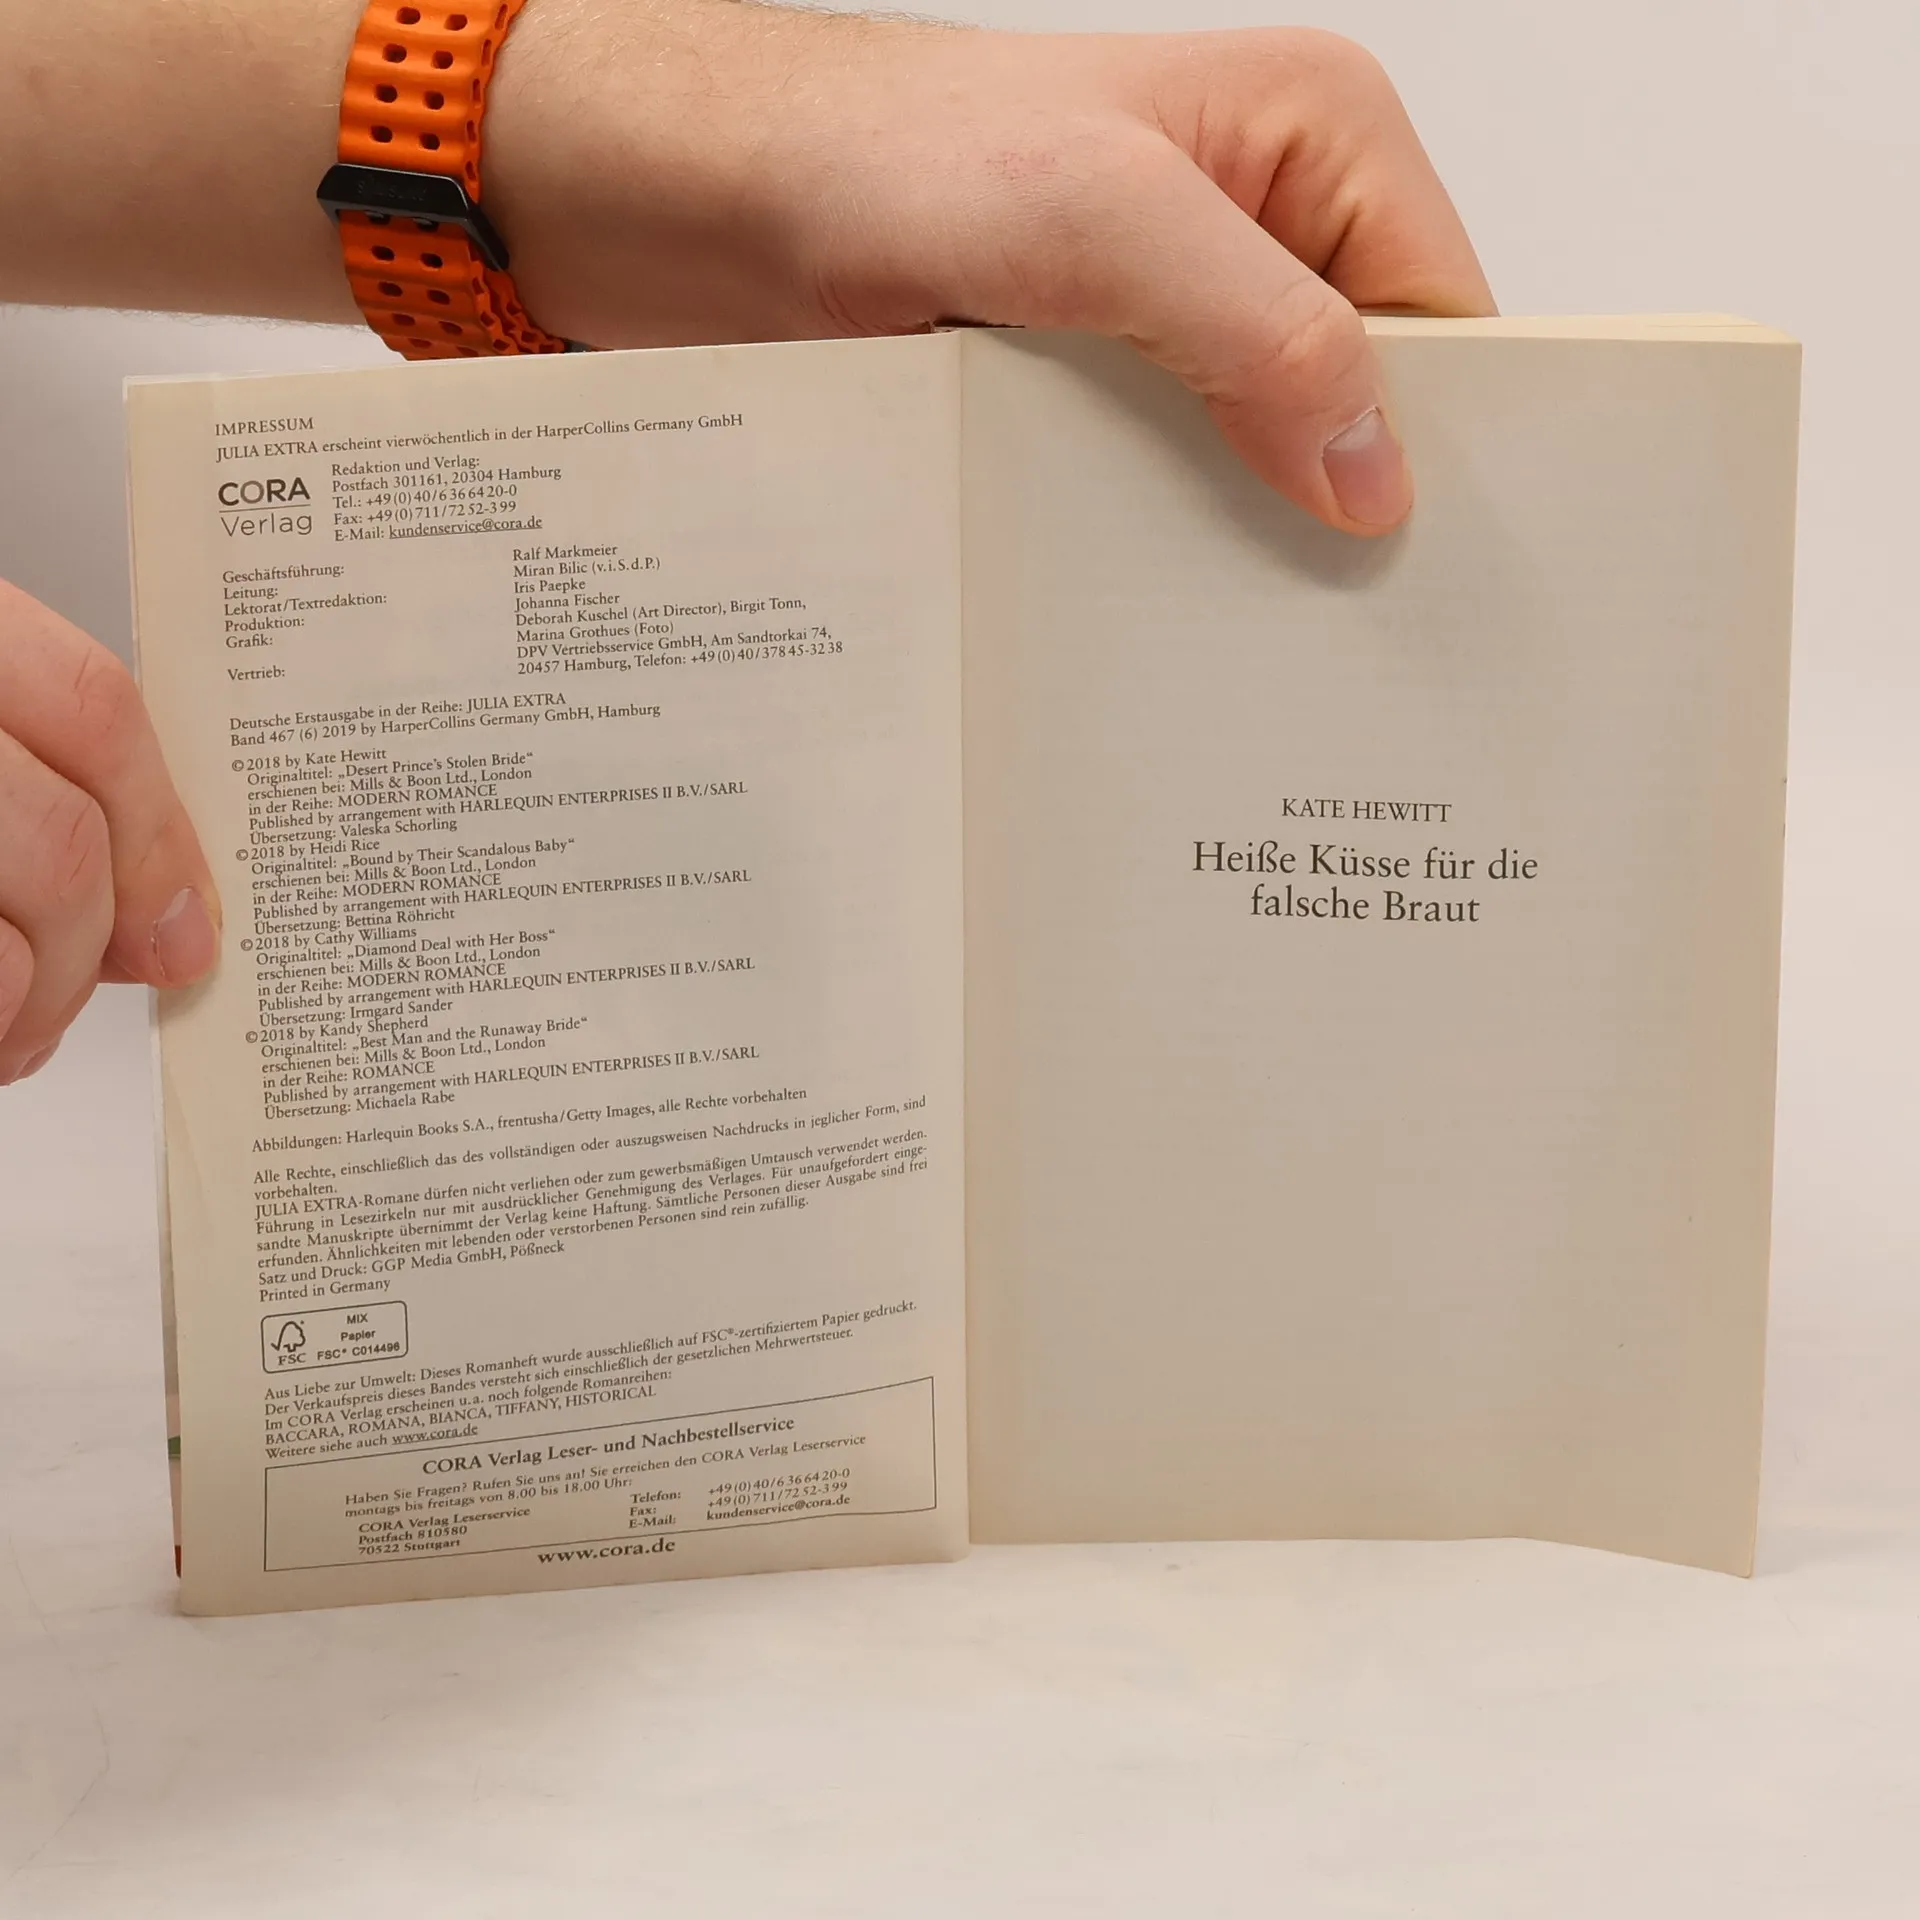 IMPRESSUM
JULIA EXTRA erscheint vierwöchentlich in der HarperCollins Germany GmbH
CORA
Verlag
Redaktion und Verlag:
Postfach 301161, 20304 Hamburg
Tel.: +49(0)40/6366420-0
Fax: +49(0)711/7252-399
E-Mail: kundenservice@cora.de
Geschäftsführung: Ralf Markmeier
Leitung: Miran Bilic (v.i.S.d.P.)
Lektorat/Textredaktion: Iris Paepke
Produktion: Johanna Fischer
Grafik: Deborah Kuschel (Art Director), Birgit Tonn,
Marina Grothues (Foto)
Vertrieb: DPV Vertriebsservice GmbH, Am Sandtorkai 74,
20457 Hamburg, Telefon: +49(0)40/37845-3238
Deutsche Erstausgabe in der Reihe: JULIA EXTRA
Band 467 (6) 2019 by HarperCollins Germany GmbH, Hamburg
©2018 by Kate Hewitt
Originaltitel: „Desert Prince's Stolen Bride“
erschienen bei: Mills & Boon Ltd., London
in der Reihe: MODERN ROMANCE
Published by arrangement with HARLEQUIN ENTERPRISES II B.V./SARL
Übersetzung: Valeska Schorling
©2018 by Heidi Rice
Originaltitel: „Bound by Their Scandalous Baby“
erschienen bei: Mills & Boon Ltd., London
in der Reihe: MODERN ROMANCE
Published by arrangement with HARLEQUIN ENTERPRISES II B.V./SARL
Übersetzung: Bettina Röhricht
©2018 by Cathy Williams
Originaltitel: „Diamond Deal with Her Boss“
erschienen bei: Mills & Boon Ltd., London
in der Reihe: MODERN ROMANCE
Published by arrangement with HARLEQUIN ENTERPRISES II B.V./SARL
Übersetzung: Irmgard Sander
©2018 by Kandy Shepherd
Originaltitel: „Best Man and the Runaway Bride“
erschienen bei: Mills & Boon Ltd., London
in der Reihe: ROMANCE
Published by arrangement with HARLEQUIN ENTERPRISES II B.V./SARL
Übersetzung: Michaela Rabe
Abbildungen: Harlequin Books S.A., frentusha/Getty Images, alle Rechte vorbehalten
Alle Rechte, einschließlich das des vollständigen oder auszugsweisen Nachdrucks in jeglicher Form, sind
vorbehalten.
JULIA EXTRA-Romane dürfen nicht verliehen oder zum gewerbsmäßigen Umtausch verwendet werden.
Führung in Lesezirkeln nur mit ausdrücklicher Genehmigung des Verlages. Für unaufgefordert einge-
sandte Manuskripte übernimmt der Verlag keine Haftung. Sämtliche Personen dieser Ausgabe sind frei
erfunden. Ähnlichkeiten mit lebenden oder verstorbenen Personen sind rein zufällig.
Satz und Druck: GGP Media GmbH, Pößneck
Printed in Germany
FSC
MIX
Papier
FSC® C014496
Aus Liebe zur Umwelt: Dieses Romanheft wurde ausschließlich auf FSC®-zertifiziertem Papier gedruckt.
Der Verkaufspreis dieses Bandes versteht sich einschließlich der gesetzlichen Mehrwertsteuer.
Im CORA Verlag erscheinen u.a. noch folgende Romanreihen:
BACCARA, ROMANA, BIANCA, TIFFANY, HISTORICAL
Weitere siehe auch www.cora.de
CORA Verlag Leser- und Nachbestellservice
Haben Sie Fragen? Rufen Sie uns an! Sie erreichen den CORA Verlag Leserservice
montags bis freitags von 8.00 bis 18.00 Uhr:
CORA Verlag Leserservice
Postfach 810580
70522 Stuttgart
Telefon: +49(0)40/6366420-0
Fax: +49(0)711/7252-399
E-Mail: kundenservice@cora.de
www.cora.de
KATE HEWITT
Heiße Küsse für die
falsche Braut